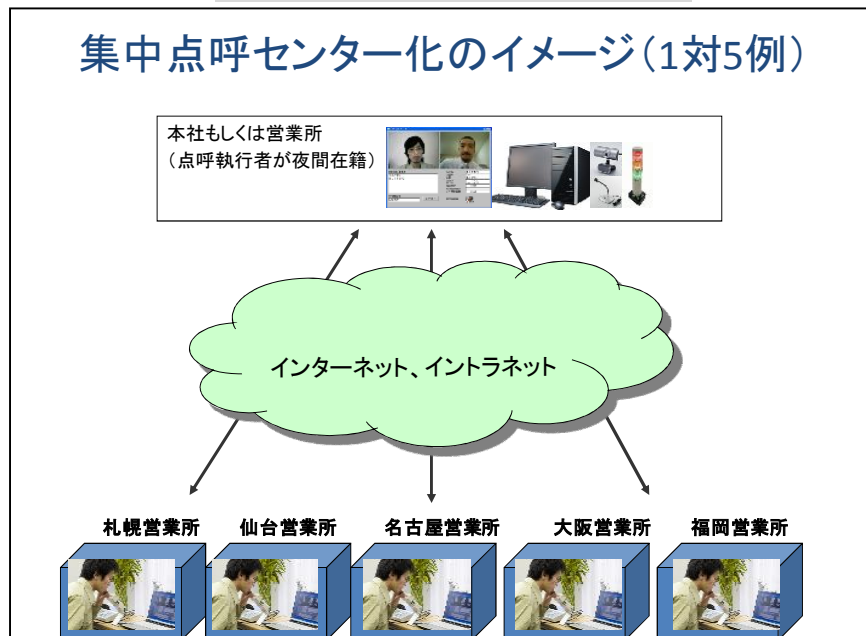 集中点呼センター化のイメージ（1対5例）
本社もしくは営業所
（点呼執行者が夜間在籍）
インターネット、イントラネット
札幌営業所 仙台営業所 名古屋営業所 大阪営業所 福岡営業所